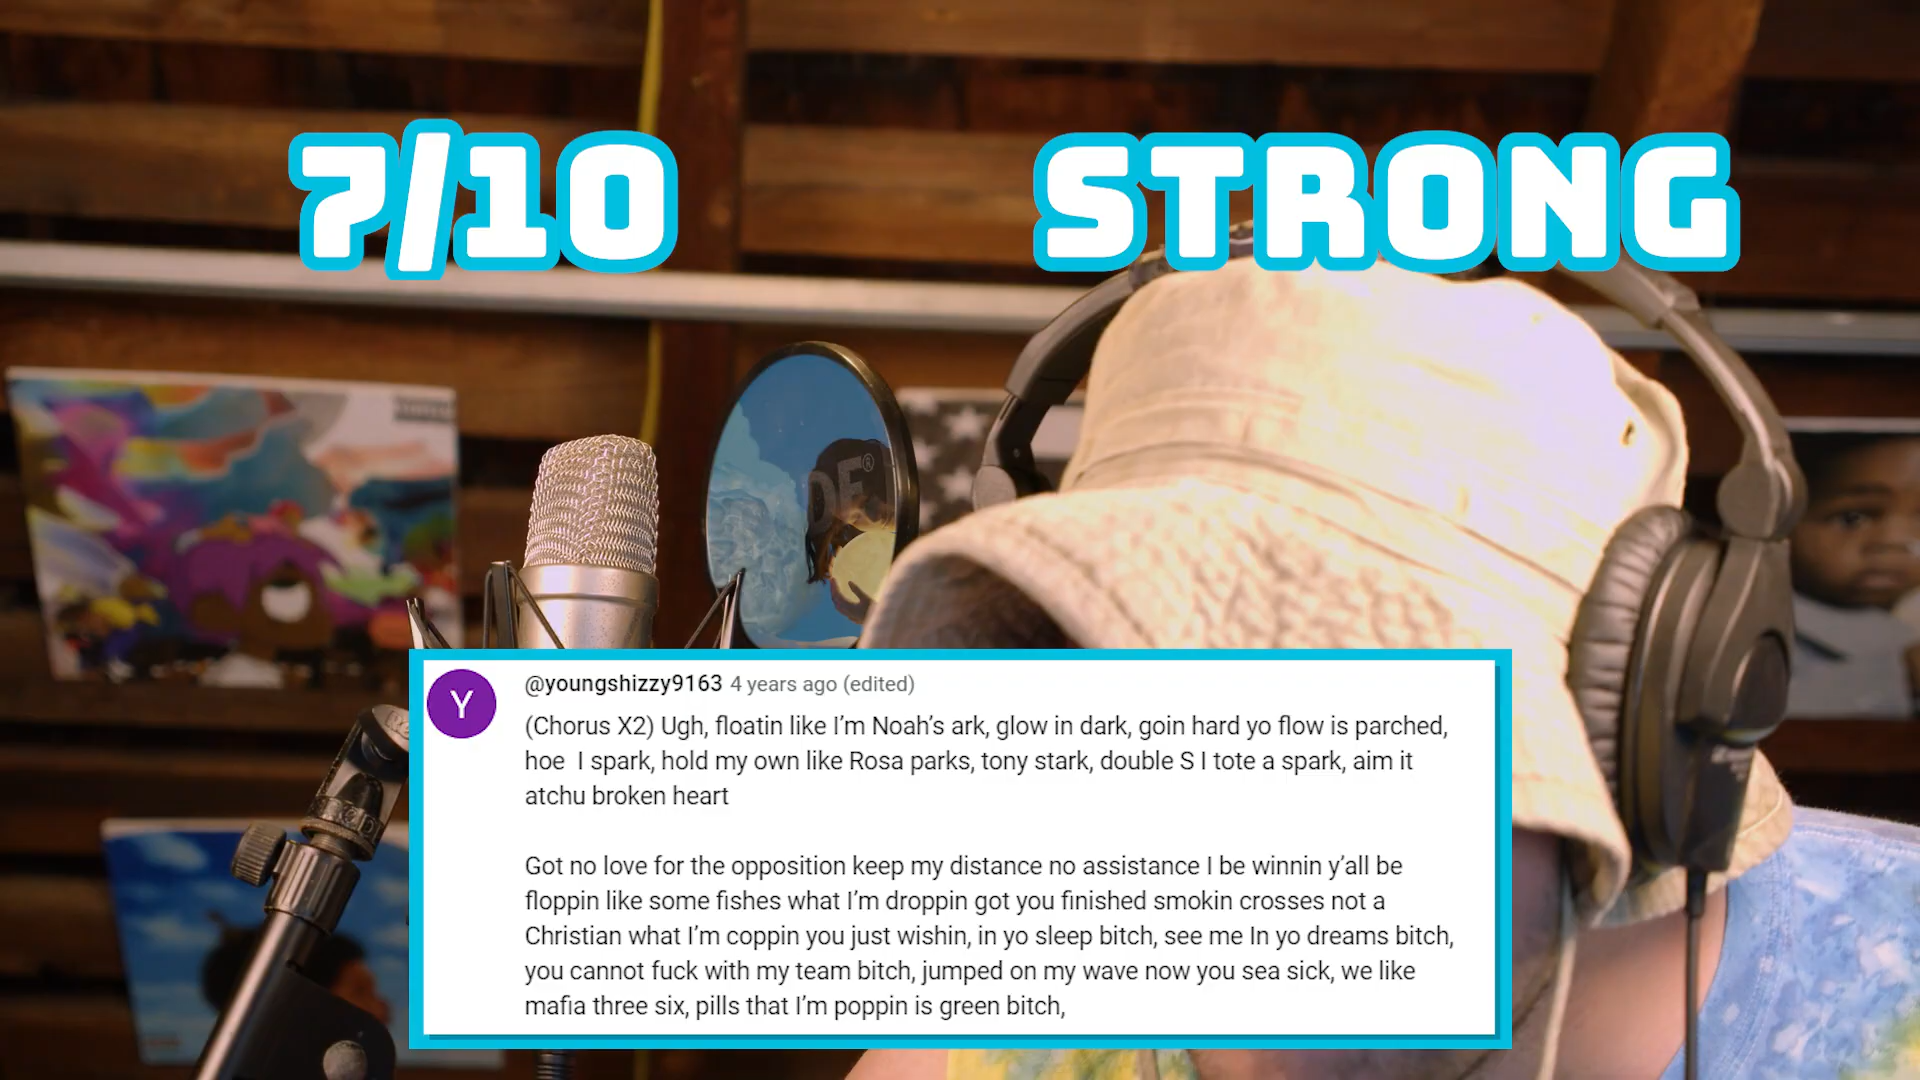 7/10
STRONG
Y
@youngshizzy9163 4 years ago (edited)
(Chorus X2) Ugh, floatin like I’m Noah’s ark, glow in dark, goin hard yo flow is parched,
hoe  I spark, hold my own like Rosa parks, tony stark, double S I tote a spark, aim it
atchu broken heart
Got no love for the opposition keep my distance no assistance I be winnin y’all be
floppin like some fishes what I’m droppin got you finished smokin crosses not a
Christian what I’m coppin you just wishin, in yo sleep bitch, see me In yo dreams bitch,
you cannot fuck with my team bitch, jumped on my wave now you sea sick, we like
mafia three six, pills that I’m poppin is green bitch,